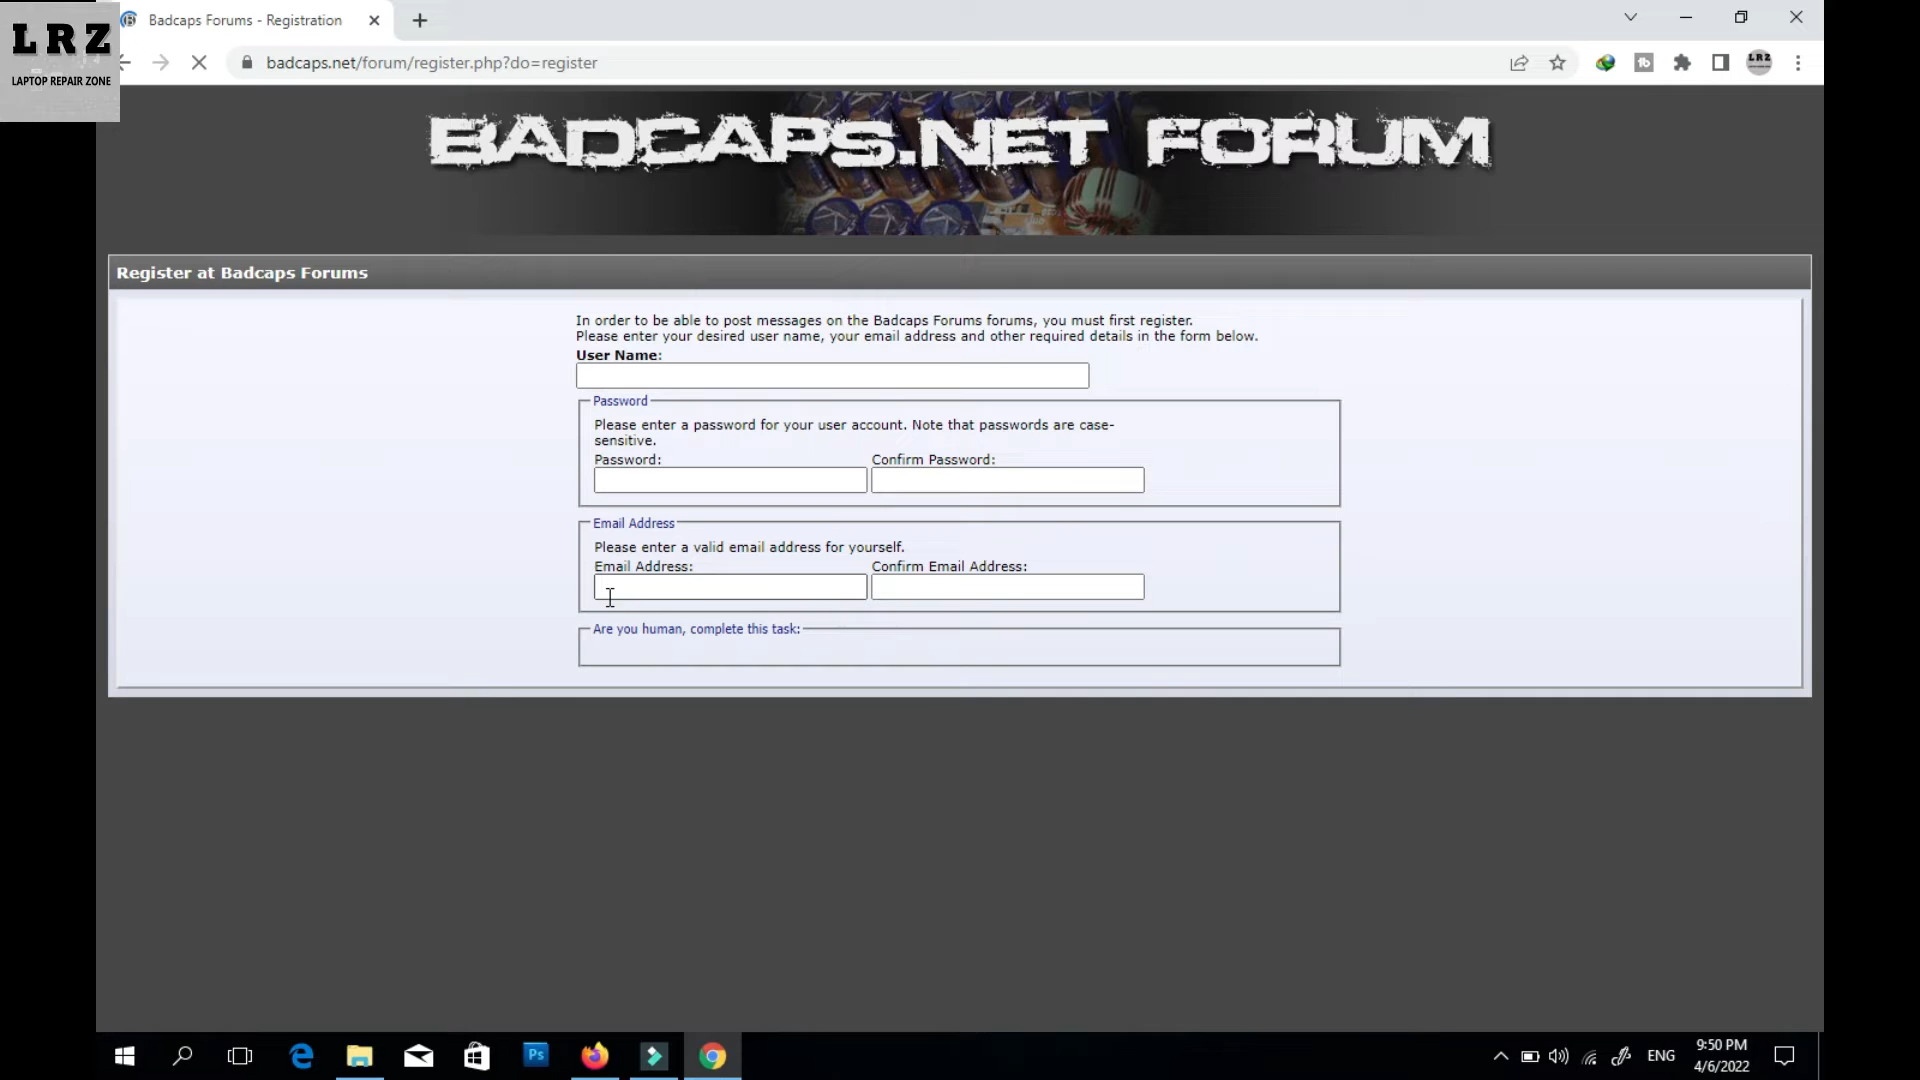 Badcaps Forums - Registration
LRZ
LAPTOP REPAIR ZONE
badcaps.net/forum/register.php?do=register
LRZ
BADCAPS.NET FORUM
Register at Badcaps Forums
In order to be able to post messages on the Badcaps Forums forums, you must first register.
Please enter your desired user name, your email address and other required details in the form below.
User Name:
Password
Please enter a password for your user account. Note that passwords are case-
sensitive.
Password: Confirm Password:
Email Address
Please enter a valid email address for yourself.
Email Address: Confirm Email Address:
Are you human, complete this task:
Ps
ENG
9:50 PM
4/6/2022